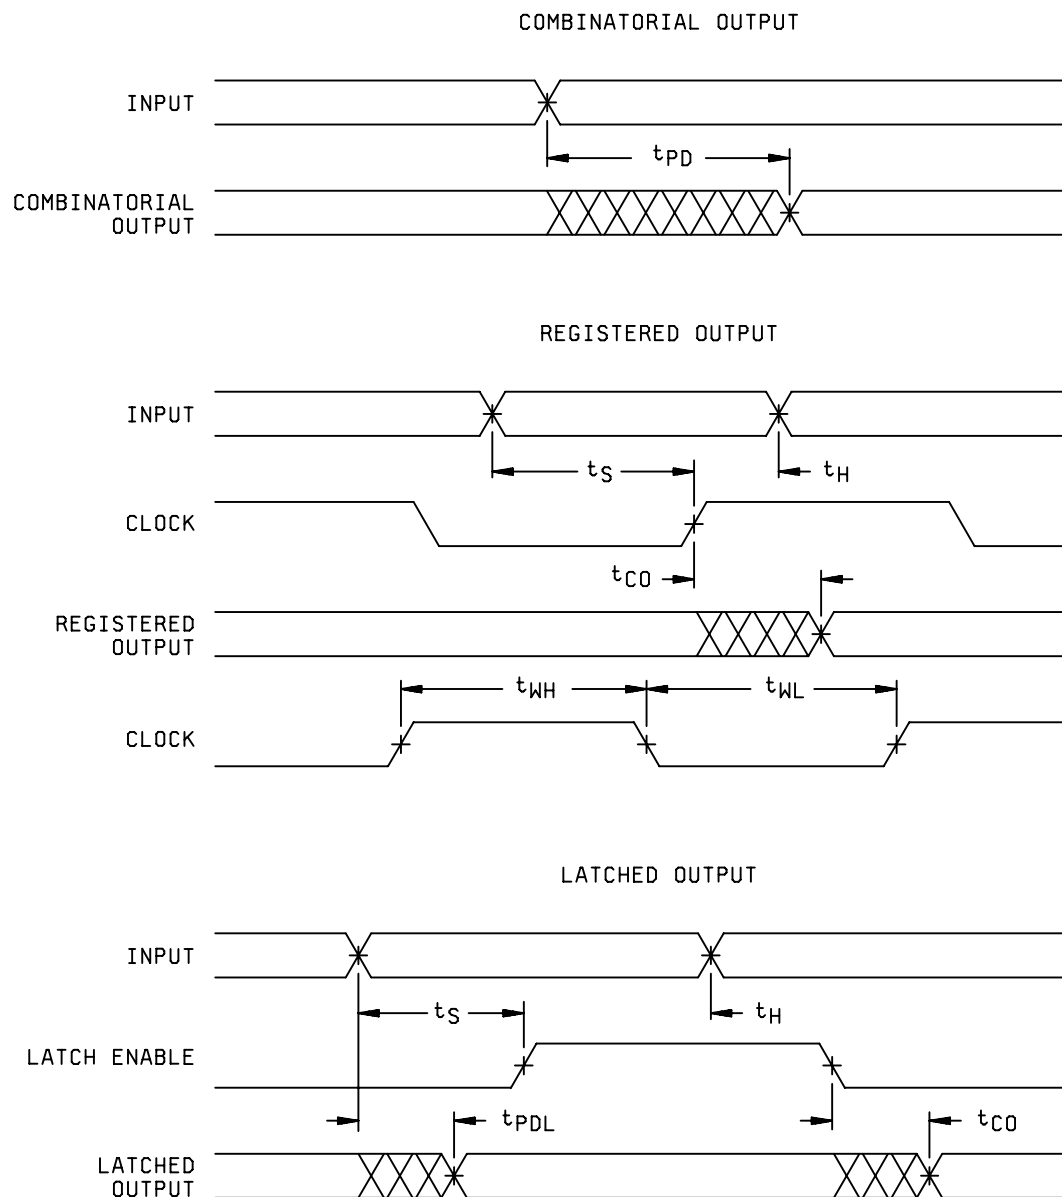 COMBINATORIAL OUTPUT
INPUT
tPD
COMBINATORIAL
OUTPUT
REGISTERED OUTPUT
INPUT
tS
tH
CLOCK
tCO
REGISTERED
OUTPUT
tWH
tWL
CLOCK
LATCHED OUTPUT
INPUT
tS
tH
LATCH ENABLE
tPDL
tCO
LATCHED
OUTPUT